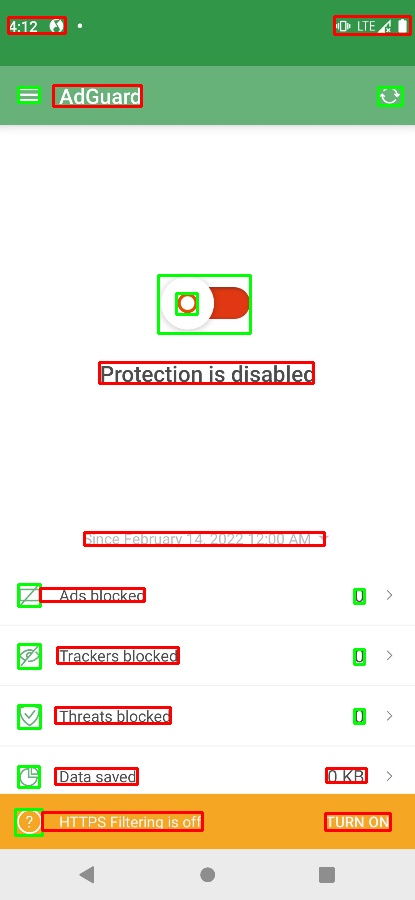 4:12 LTE
AdGuard
Protection is disabled
Since February 14, 2022 12:00 AM
Ads blocked 0
Trackers blocked 0
Threats blocked 0
Data saved 0 KB
? HTTPS Filtering is off TURN ON